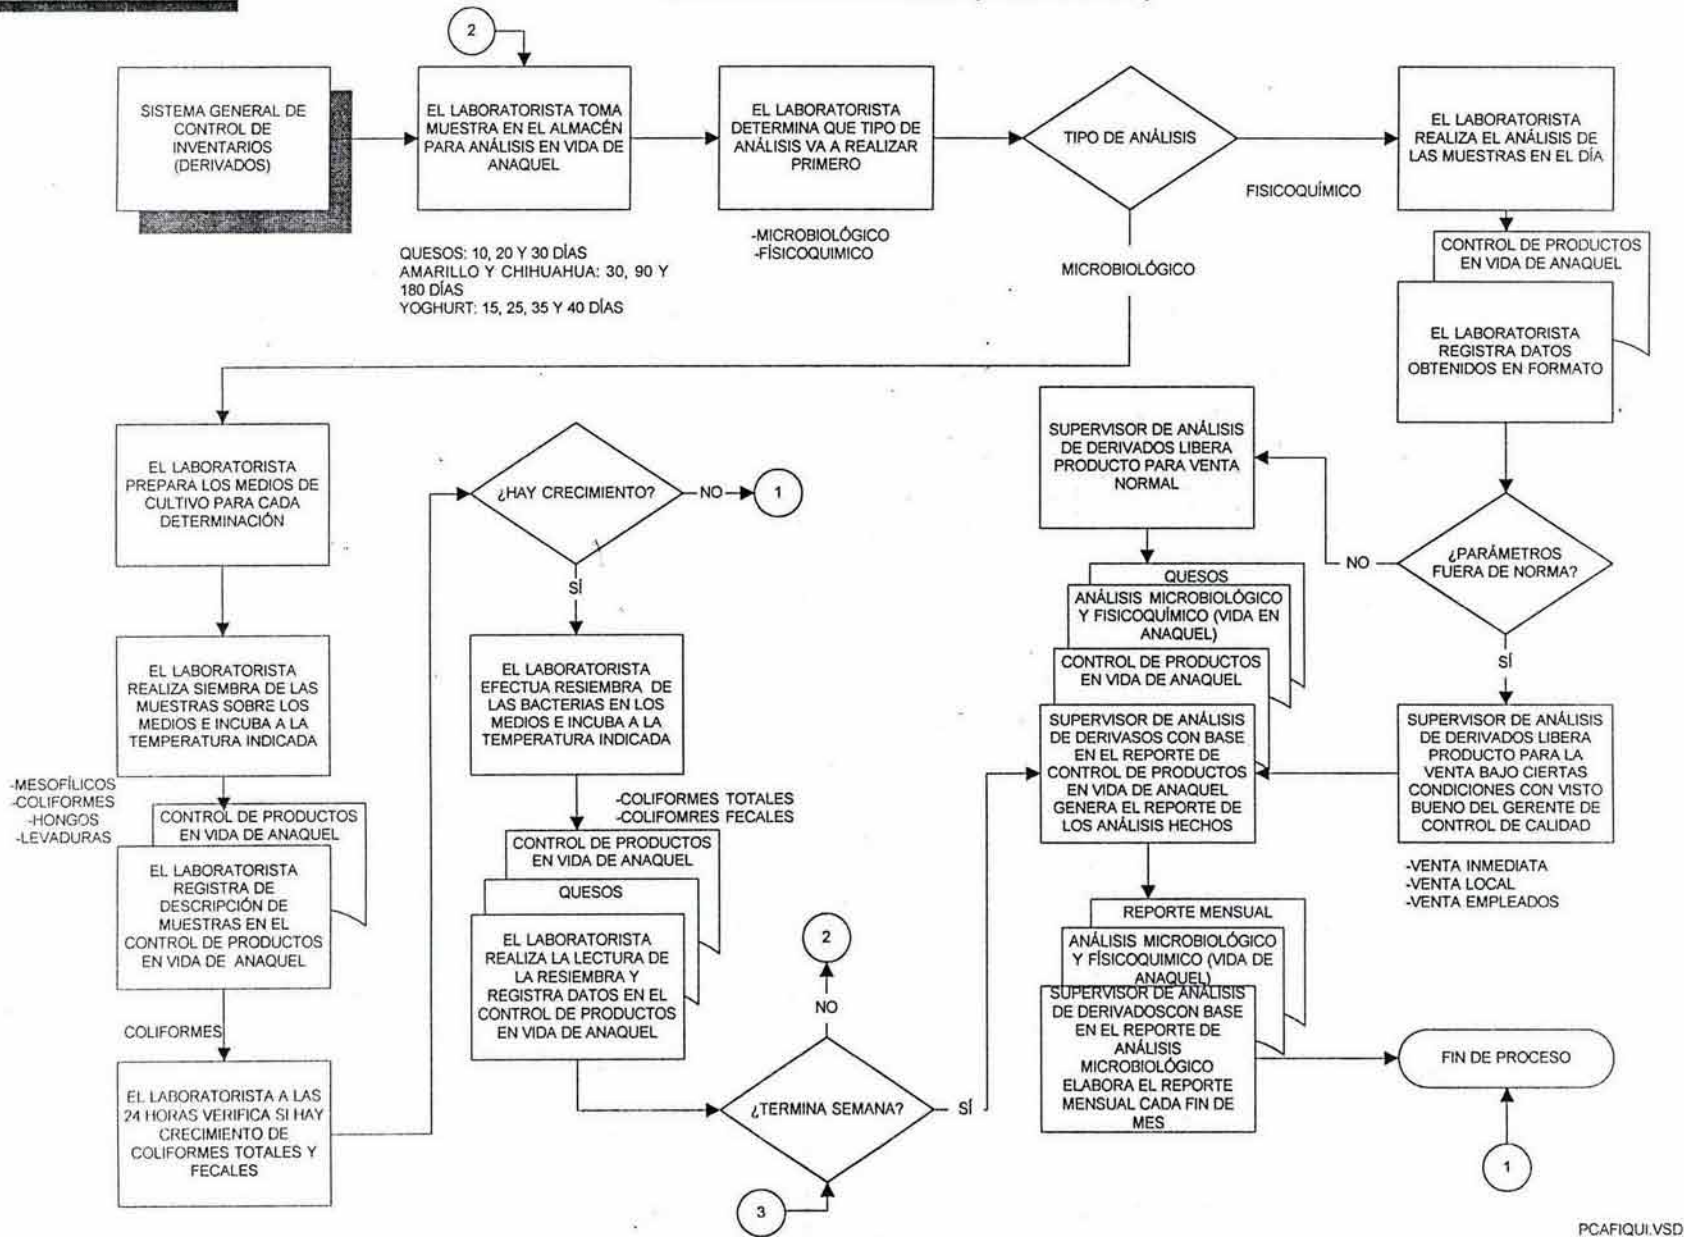 2
SISTEMA GENERAL DE
CONTROL DE
INVENTARIOS
(DERIVADOS)
EL LABORATORISTA TOMA
MUESTRA EN EL ALMACÉN
PARA ANÁLISIS EN VIDA DE
ANAQUEL
QUESOS: 10, 20 Y 30 DÍAS
AMARILLO Y CHIHUAHUA: 30, 90 Y
180 DÍAS
YOGHURT: 15, 25, 35 Y 40 DÍAS
EL LABORATORISTA
DETERMINA QUE TIPO DE
ANÁLISIS VA A REALIZAR
PRIMERO
-MICROBIOLÓGICO
-FÍSICOQUIMICO
TIPO DE ANÁLISIS
FISICOQUÍMICO
MICROBIOLÓGICO
EL LABORATORISTA
REALIZA EL ANÁLISIS DE
LAS MUESTRAS EN EL DÍA
CONTROL DE PRODUCTOS
EN VIDA DE ANAQUEL
EL LABORATORISTA
REGISTRA DATOS
OBTENIDOS EN FORMATO
EL LABORATORISTA
PREPARA LOS MEDIOS DE
CULTIVO PARA CADA
DETERMINACIÓN
EL LABORATORISTA
REALIZA SIEMBRA DE LAS
MUESTRAS SOBRE LOS
MEDIOS E INCUBA A LA
TEMPERATURA INDICADA
-MESOFÍLICOS
-COLIFORMES
-HONGOS
-LEVADURAS
CONTROL DE PRODUCTOS
EN VIDA DE ANAQUEL
EL LABORATORISTA
REGISTRA DE
DESCRIPCIÓN DE
MUESTRAS EN EL
CONTROL DE PRODUCTOS
EN VIDA DE ANAQUEL
COLIFORMES
EL LABORATORISTA A LAS
24 HORAS VERIFICA SI HAY
CRECIMIENTO DE
COLIFORMES TOTALES Y
FECALES
¿HAY CRECIMIENTO?
NO
1
SÍ
EL LABORATORISTA
EFECTUA RESIEMBRA DE
LAS BACTERIAS EN LOS
MEDIOS E INCUBA A LA
TEMPERATURA INDICADA
-COLIFORMES TOTALES
-COLIFOMRES FECALES
CONTROL DE PRODUCTOS
EN VIDA DE ANAQUEL
QUESOS
EL LABORATORISTA
REALIZA LA LECTURA DE
LA RESIEMBRA Y
REGISTRA DATOS EN EL
CONTROL DE PRODUCTOS
EN VIDA DE ANAQUEL
2
NO
¿TERMINA SEMANA?
SÍ
3
SUPERVISOR DE ANÁLISIS
DE DERIVADOS LIBERA
PRODUCTO PARA VENTA
NORMAL
NO
¿PARÁMETROS
FUERA DE NORMA?
SÍ
QUESOS
ANÁLISIS MICROBIOLÓGICO
Y FISICOQUÍMICO (VIDA EN
ANAQUEL)
CONTROL DE PRODUCTOS
EN VIDA DE ANAQUEL
SUPERVISOR DE ANÁLISIS
DE DERIVASOS CON BASE
EN EL REPORTE DE
CONTROL DE PRODUCTOS
EN VIDA DE ANAQUEL
GENERA EL REPORTE DE
LOS ANÁLISIS HECHOS
SUPERVISOR DE ANÁLISIS
DE DERIVADOS LIBERA
PRODUCTO PARA LA
VENTA BAJO CIERTAS
CONDICIONES CON VISTO
BUENO DEL GERENTE DE
CONTROL DE CALIDAD
-VENTA INMEDIATA
-VENTA LOCAL
-VENTA EMPLEADOS
REPORTE MENSUAL
ANÁLISIS MICROBIOLÓGICO
Y FÍSICOQUIMICO (VIDA DE
ANAQUEL)
SUPERVISOR DE ANÁLISIS
DE DERIVADOSCON BASE
EN EL REPORTE DE
ANÁLISIS
MICROBIOLÓGICO
ELABORA EL REPORTE
MENSUAL CADA FIN DE
MES
FIN DE PROCESO
1
PCAFIQUI.VSD